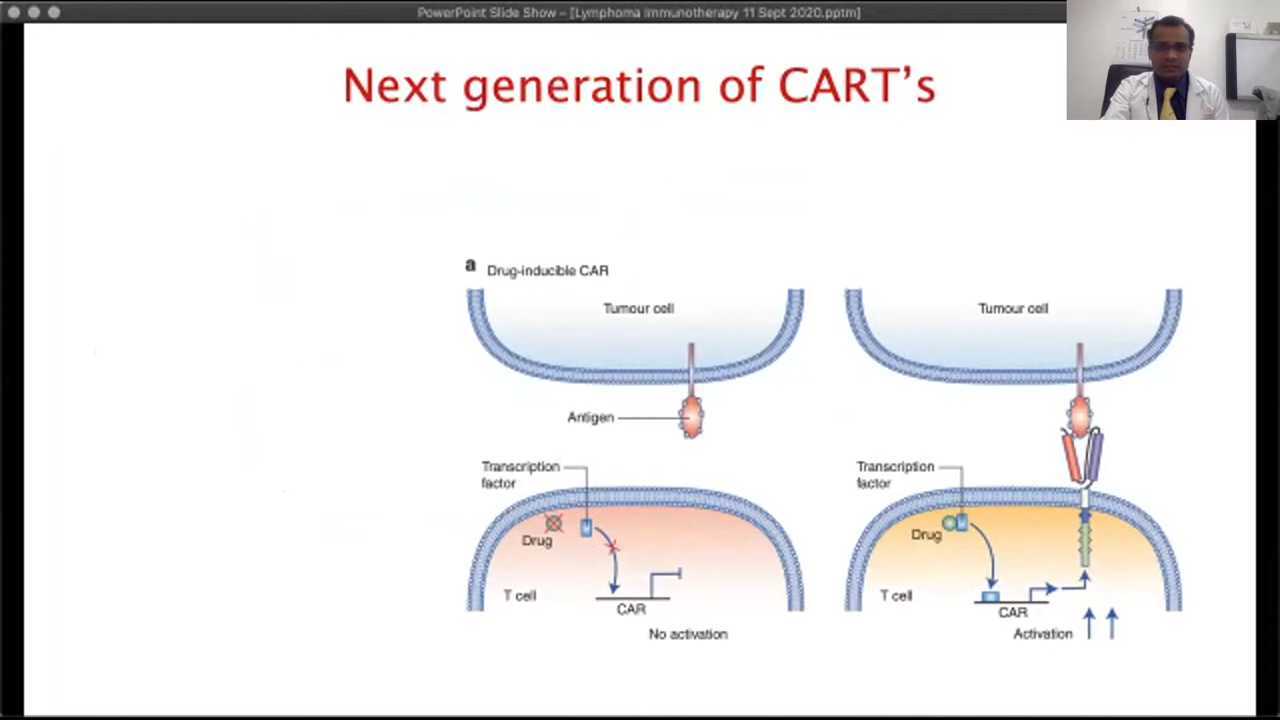 PowerPoint Slide Show – [Lymphoma Immunotherapy 11 Sept 2020.pptm]
Next generation of CART's
a Drug-inducible CAR
Tumour cell
Antigen
Transcription
factor
Drug
T cell
CAR
No activation
Tumour cell
Transcription
factor
Drug
T cell
CAR
Activation